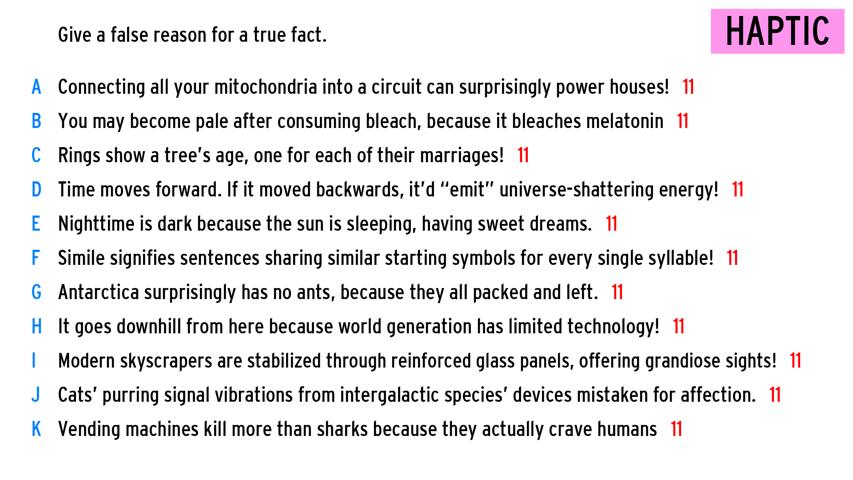 Give a false reason for a true fact.
HAPTIC
A Connecting all your mitochondria into a circuit can surprisingly power houses! 11
B You may become pale after consuming bleach, because it bleaches melatonin 11
C Rings show a tree's age, one for each of their marriages! 11
D Time moves forward. If it moved backwards, it'd “emit” universe-shattering energy! 11
E Nighttime is dark because the sun is sleeping, having sweet dreams. 11
F Simile signifies sentences sharing similar starting symbols for every single syllable! 11
G Antarctica surprisingly has no ants, because they all packed and left. 11
H It goes downhill from here because world generation has limited technology! 11
I Modern skyscrapers are stabilized through reinforced glass panels, offering grandiose sights! 11
J Cats' purring signal vibrations from intergalactic species' devices mistaken for affection. 11
K Vending machines kill more than sharks because they actually crave humans 11